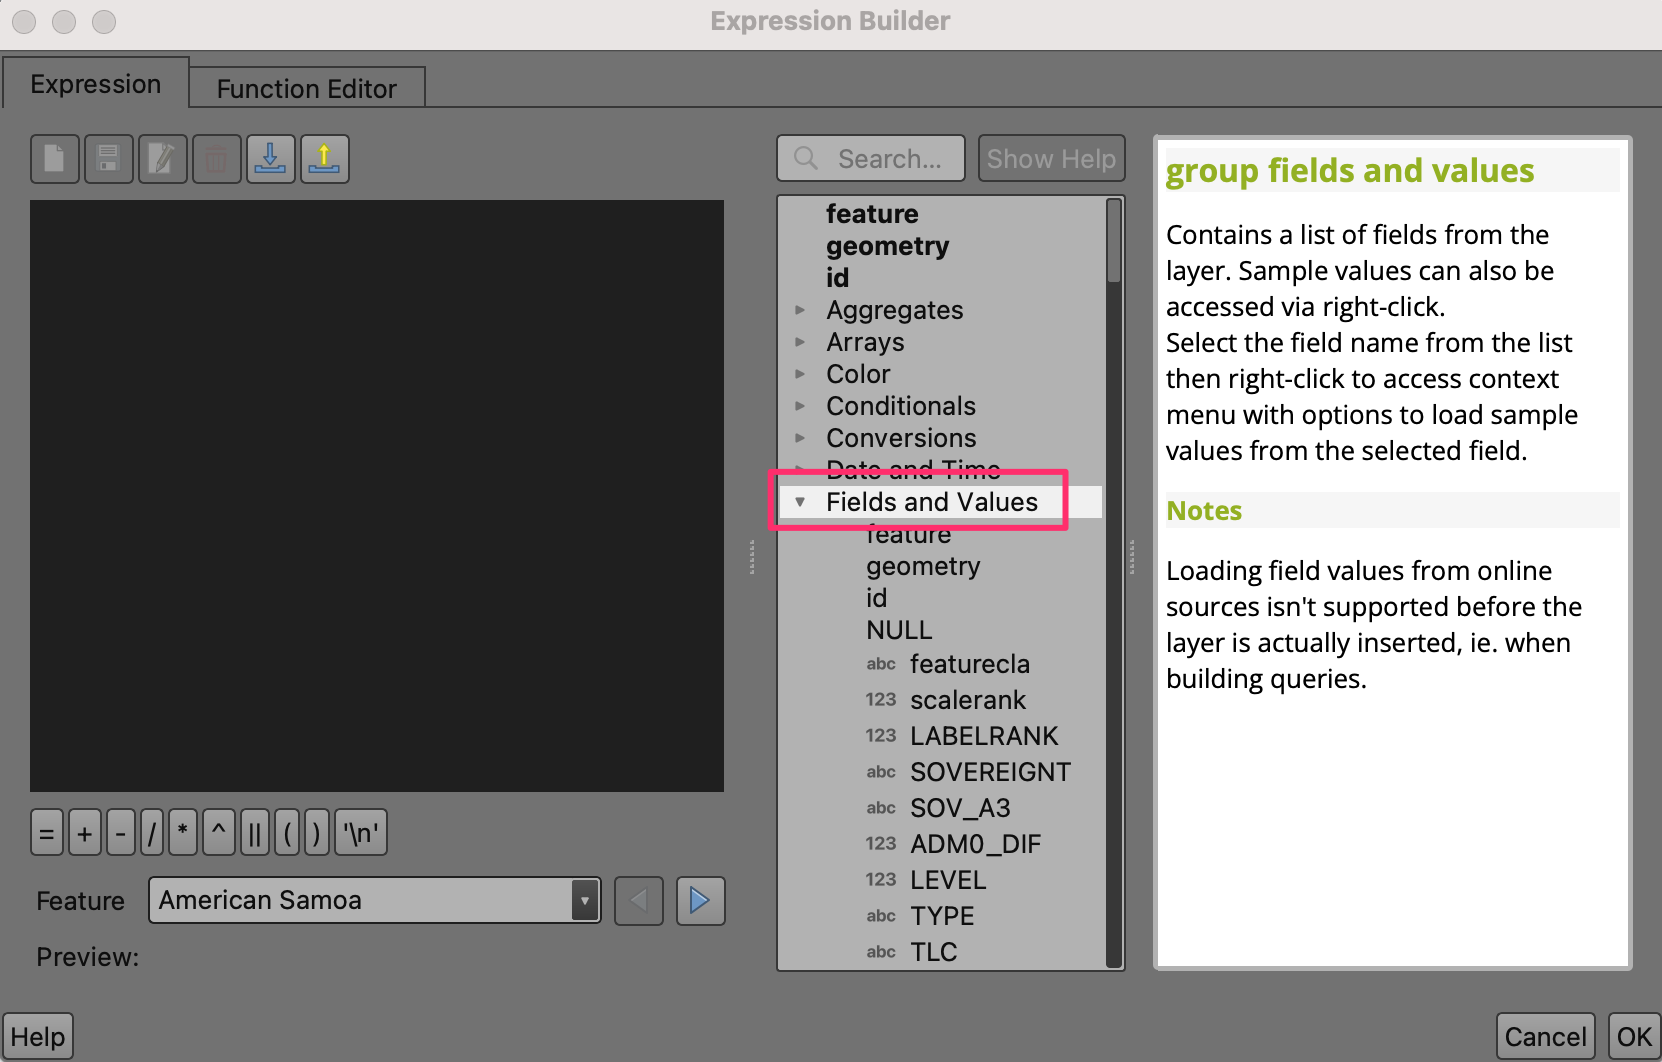 Expression Builder
Expression
Function Editor
Search...
Show Help
feature
geometry
id
Aggregates
Arrays
Color
Conditionals
Conversions
Date and Time
Fields and Values
feature
geometry
id
NULL
abc featurecla
123 scalerank
123 LABELRANK
abc SOVEREIGNT
abc SOV_A3
123 ADM0_DIF
123 LEVEL
abc TYPE
abc TLC
group fields and values
Contains a list of fields from the
layer. Sample values can also be
accessed via right-click.
Select the field name from the list
then right-click to access context
menu with options to load sample
values from the selected field.
Notes
Loading field values from online
sources isn't supported before the
layer is actually inserted, ie. when
building queries.
= + - / * ^ || ( ) '\n'
Feature American Samoa
Preview:
Help
Cancel OK